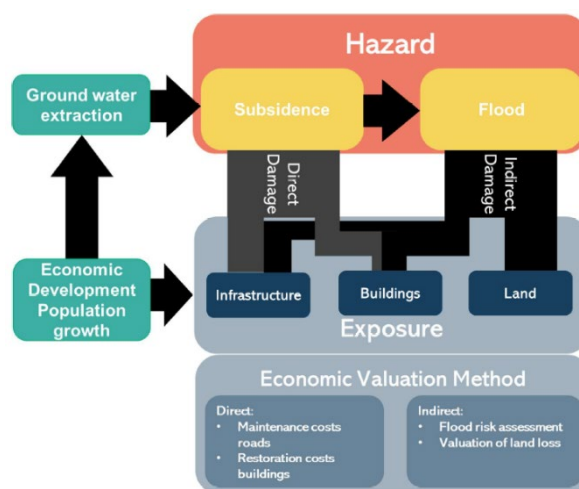 Hazard
Ground water
extraction
Subsidence
Flood
Direct
Damage
Indirect
Damage
Economic
Development
Population
growth
Infrastructure
Buildings
Land
Exposure
Economic Valuation Method
Direct:
• Maintenance costs
roads
• Restoration costs
buildings
Indirect:
• Flood risk assessment
• Valuation of land loss